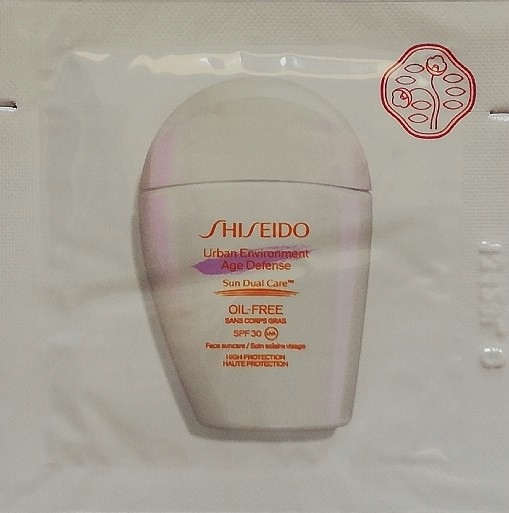 SHISEIDO
Urban Environment
Age Defense
Sun Dual Care™
OIL-FREE
SANS CORPS GRAS
SPF 30 UVA
Face suncare / Soin solaire visage
HIGH PROTECTION
HAUTE PROTECTION